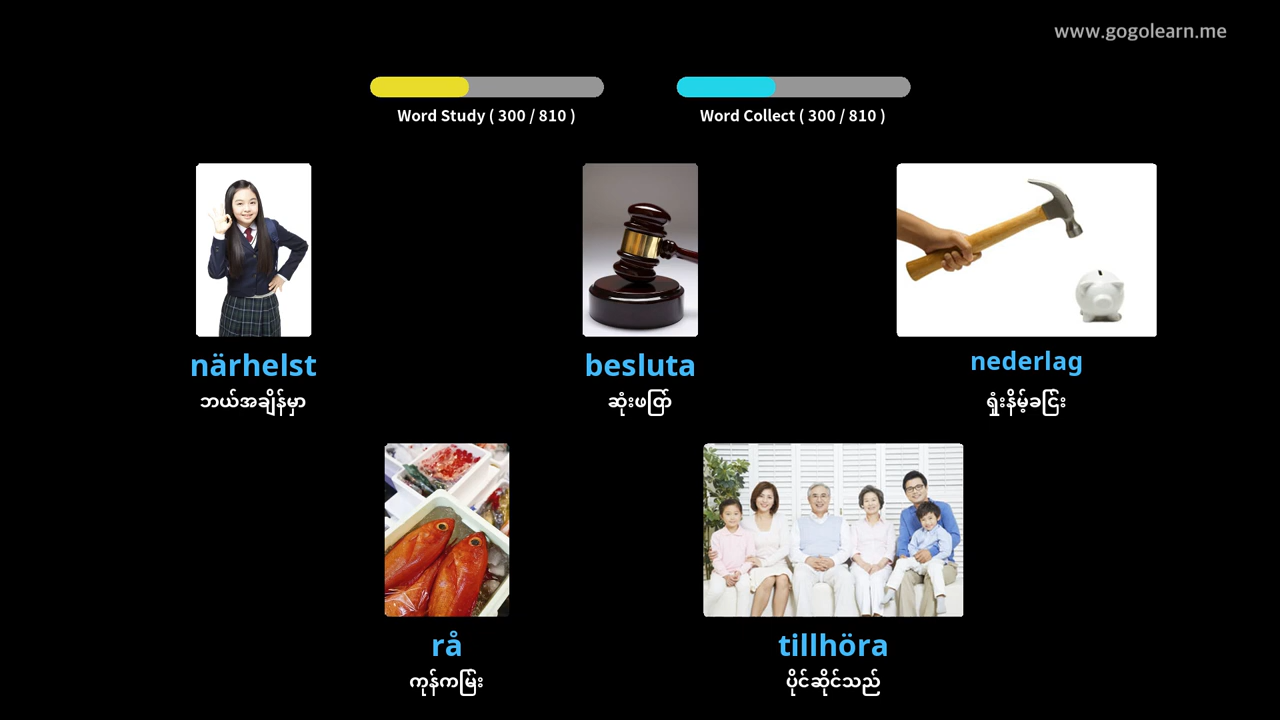 www.gogolearn.me
Word Study ( 300 / 810 )
Word Collect ( 300 / 810 )
närhelst
ဘယ်အချိန်မှာ
besluta
ဆုံးဖြတ်
nederlag
ရှုံးနိမ့်ခြင်း
rå
ကုန်ကြမ်း
tillhöra
ပိုင်ဆိုင်သည်